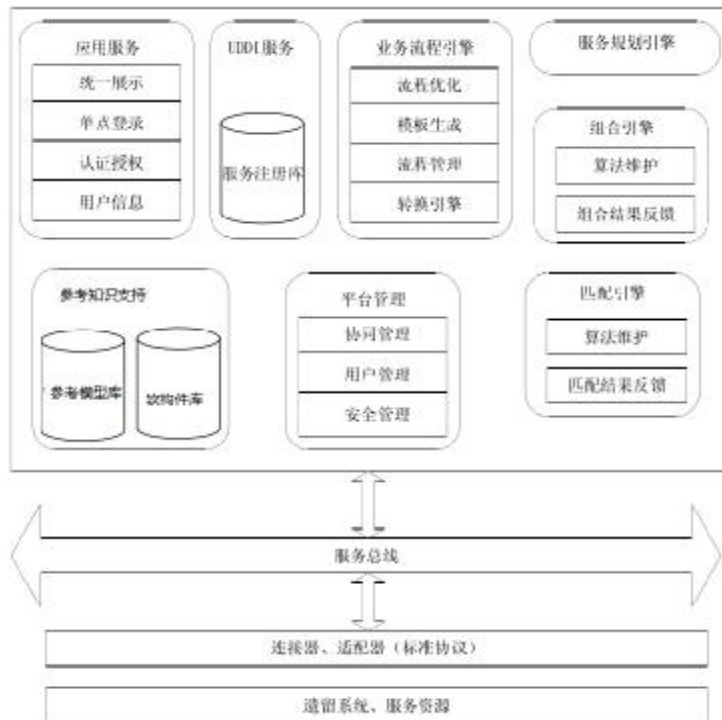 应用服务
统一展示
单点登录
认证授权
用户信息
UDDI服务
服务注册库
业务流程引擎
流程优化
模板生成
流程管理
转换引擎
服务规划引擎
组合引擎
算法维护
组合结果反馈
参考知识支持
参考模型库
软构件库
平台管理
协同管理
用户管理
安全管理
匹配引擎
算法维护
匹配结果反馈
服务总线
连接器、适配器（标准协议）
遗留系统、服务资源